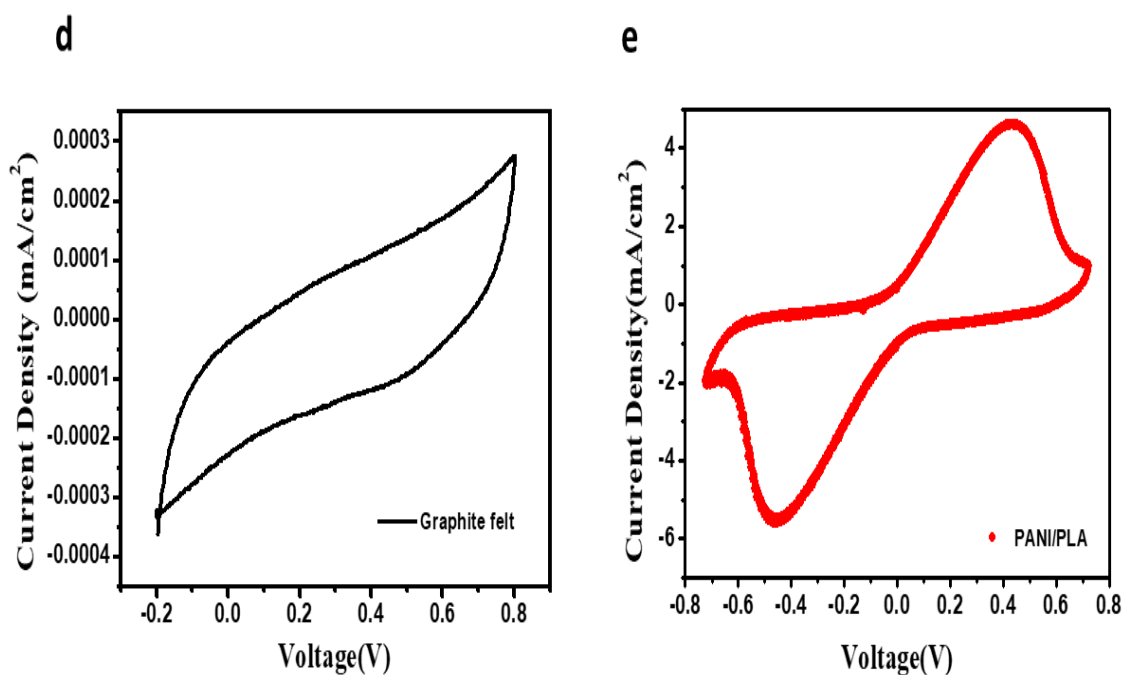 d
Current Density (mA/cm²)
0.0003
0.0002
0.0001
0.0000
-0.0001
-0.0002
-0.0003
-0.0004
Graphite felt
-0.2 0.0 0.2 0.4 0.6 0.8
Voltage(V)
e
Current Density(mA/cm²)
4
2
0
-2
-4
-6
PANI/PLA
-0.8 -0.6 -0.4 -0.2 0.0 0.2 0.4 0.6 0.8
Voltage(V)